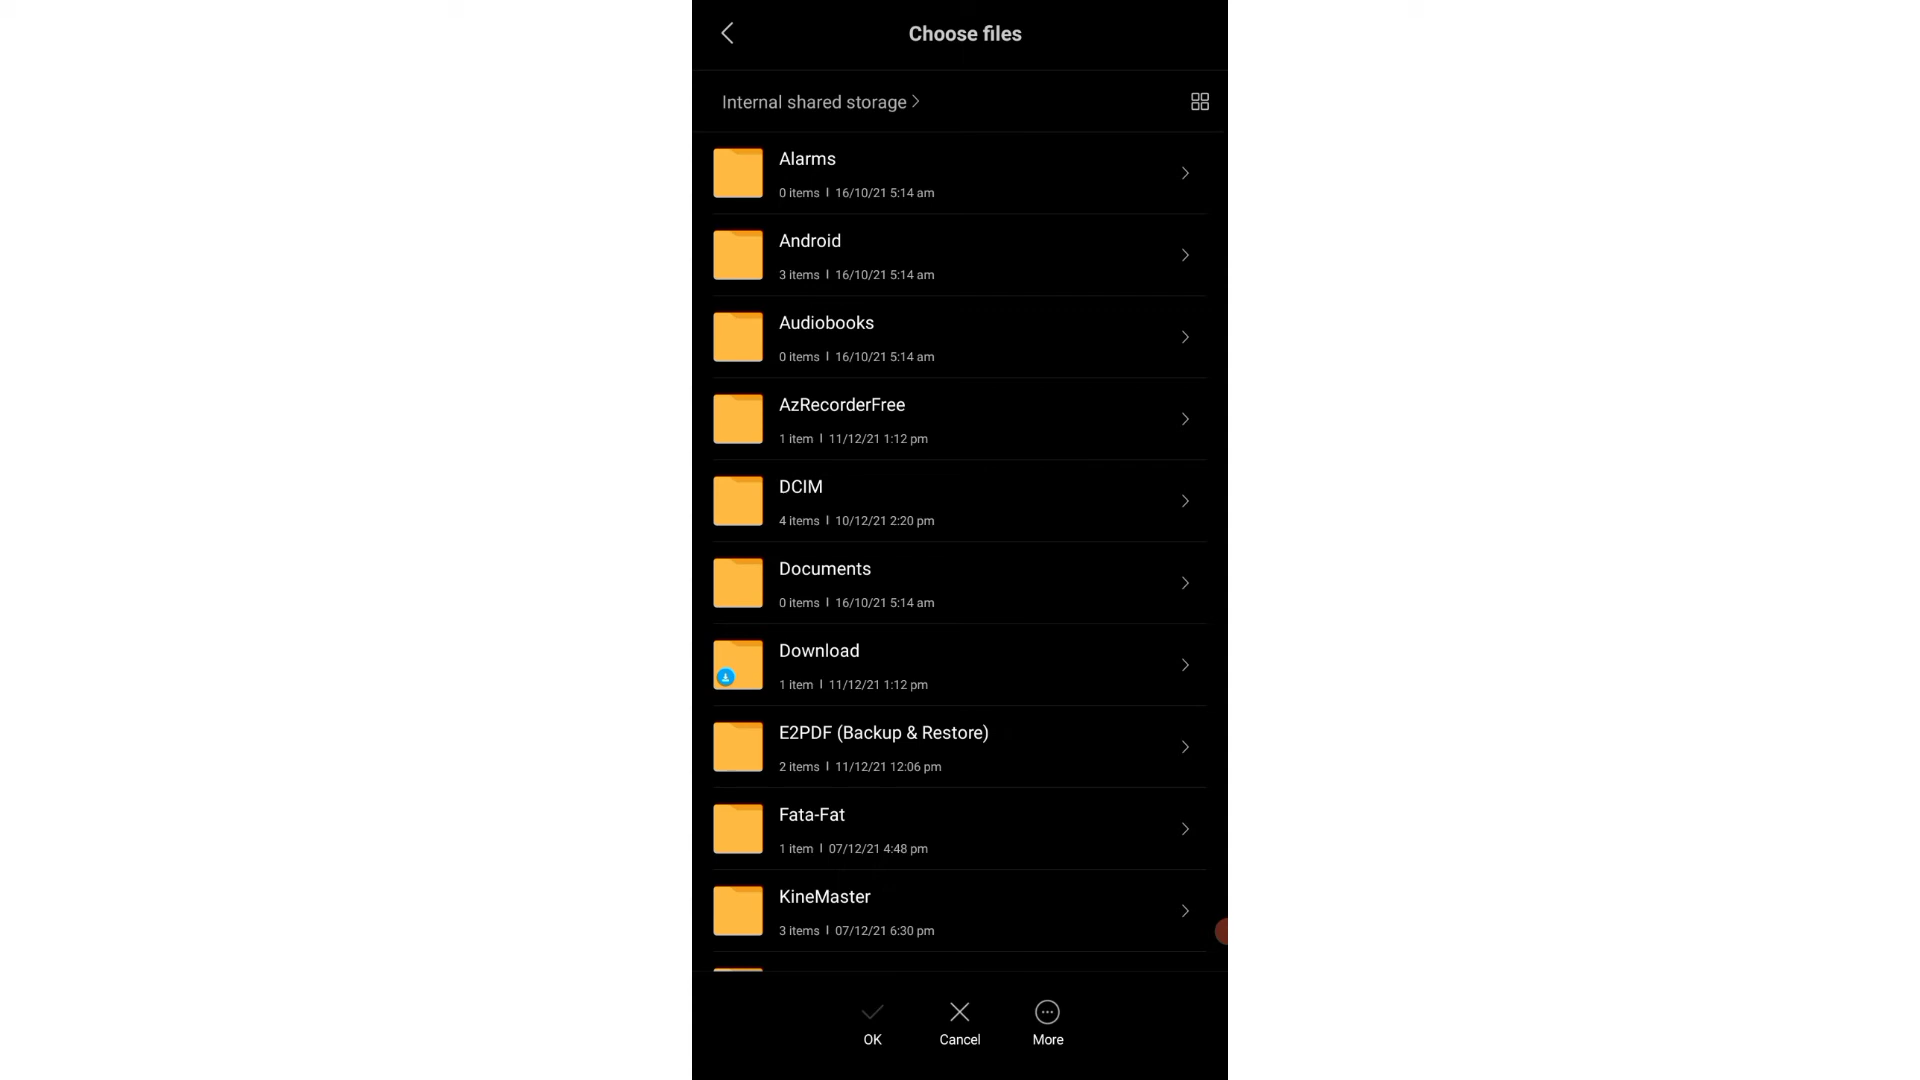 Choose files
Internal shared storage
Alarms
0 items | 16/10/21 5:14 am
Android
3 items | 16/10/21 5:14 am
Audiobooks
0 items | 16/10/21 5:14 am
AzRecorderFree
1 item | 11/12/21 1:12 pm
DCIM
4 items | 10/12/21 2:20 pm
Documents
0 items | 16/10/21 5:14 am
Download
1 item | 11/12/21 1:12 pm
E2PDF (Backup & Restore)
2 items | 11/12/21 12:06 pm
Fata-Fat
1 item | 07/12/21 4:48 pm
KineMaster
3 items | 07/12/21 6:30 pm
OK Cancel More